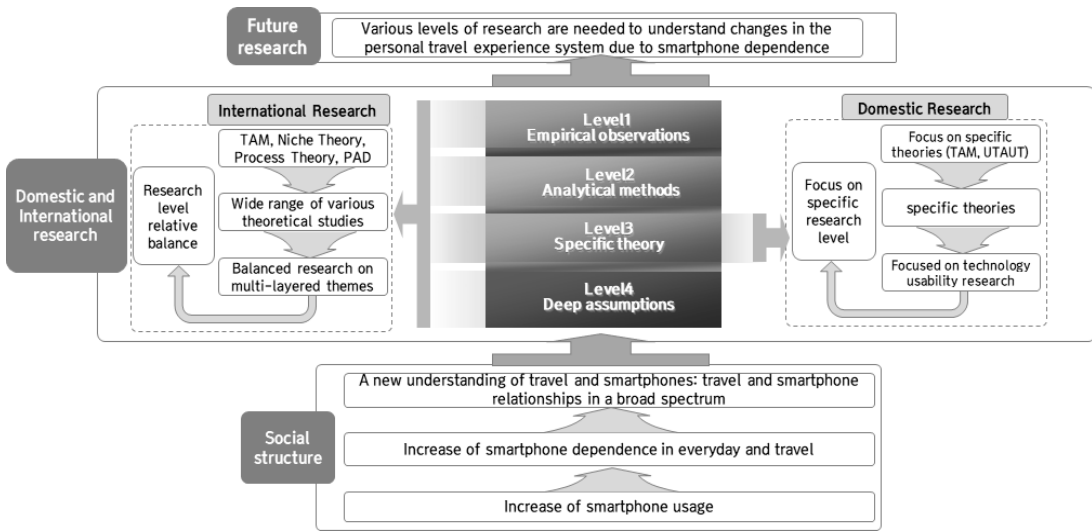 Future
research
Various levels of research are needed to understand changes in the
personal travel experience system due to smartphone dependence
Domestic and
International
research
International Research
TAM, Niche Theory,
Process Theory, PAD
Research
level
relative
balance
Wide range of various
theoretical studies
Balanced research on
multi-layered themes
Level1
Empirical observations
Level2
Analytical methods
Level3
Specific theory
Level4
Deep assumptions
Domestic Research
Focus on specific
theories (TAM, UTAUT)
Focus on
specific
research
level
specific theories
Focused on technology
usability research
Social
structure
A new understanding of travel and smartphones: travel and smartphone
relationships in a broad spectrum
Increase of smartphone dependence in everyday and travel
Increase of smartphone usage